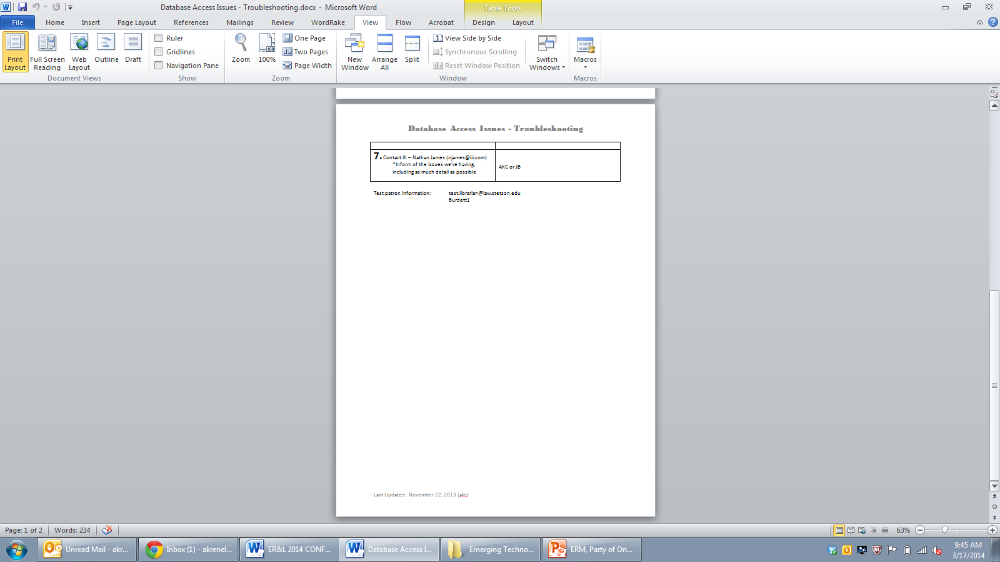 Database Access Issues - Troubleshooting.docx - Microsoft Word
Table Tools
File Home Insert Page Layout References Mailings Review WordRake View Flow Acrobat Design Layout
Print Layout
Full Screen Reading
Web Layout
Outline
Draft
Document Views
Ruler
Gridlines
Navigation Pane
Show
Zoom
100
100%
One Page
Two Pages
Page Width
Zoom
New Window
Arrange All
Split
View Side by Side
Synchronous Scrolling
Reset Window Position
Switch Windows
Window
Macros
Macros
Database Access Issues - Troubleshooting
7. Contact III – Nathan James (njames@iii.com)
*Inform of the issues we're having,
including as much detail as possible
AKC or JB
Test patron information: test.librarian@law.stetson.edu
Burdett1
Last Updated: November 22, 2013 (akc)
Page: 1 of 2 Words: 234 63%
Unread Mail - akr... Inbox (1) - akrenel... ER&L 2014 CONF... Database Access I... Emerging Techno... ERM, Party of On...
9:45 AM
3/17/2014